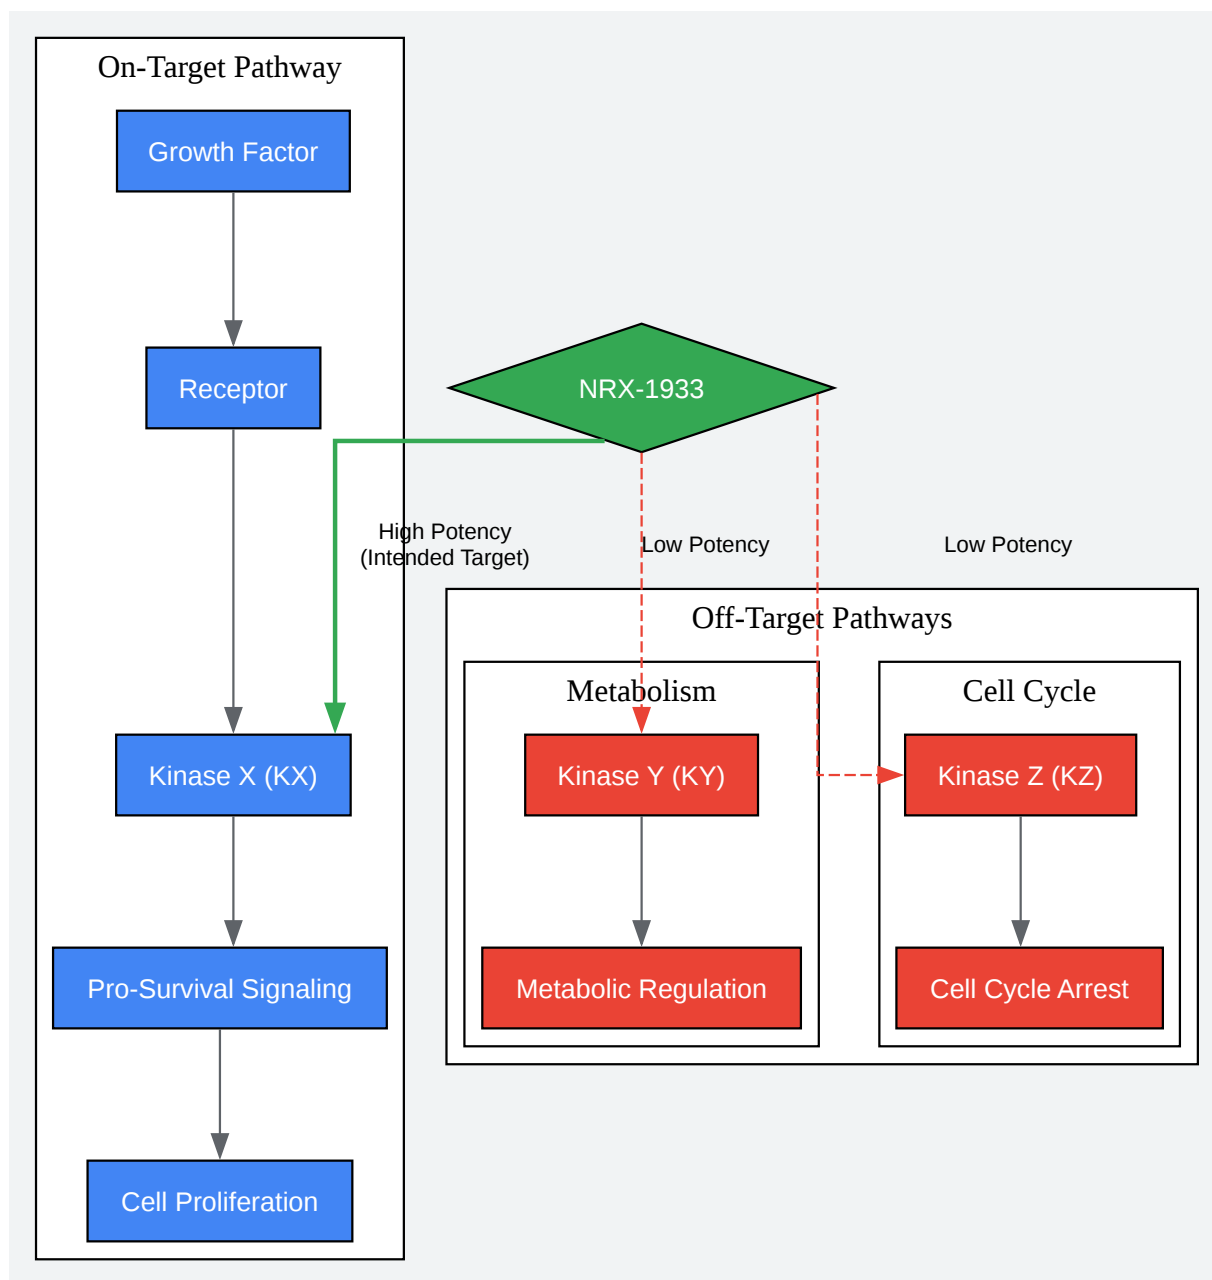 On-Target Pathway
Growth Factor
Receptor
NRX-1933
High Potency
(Intended Target)
Low Potency
Low Potency
Off-Target Pathways
Metabolism
Cell Cycle
Kinase X (KX)
Kinase Y (KY)
Kinase Z (KZ)
Pro-Survival Signaling
Metabolic Regulation
Cell Cycle Arrest
Cell Proliferation